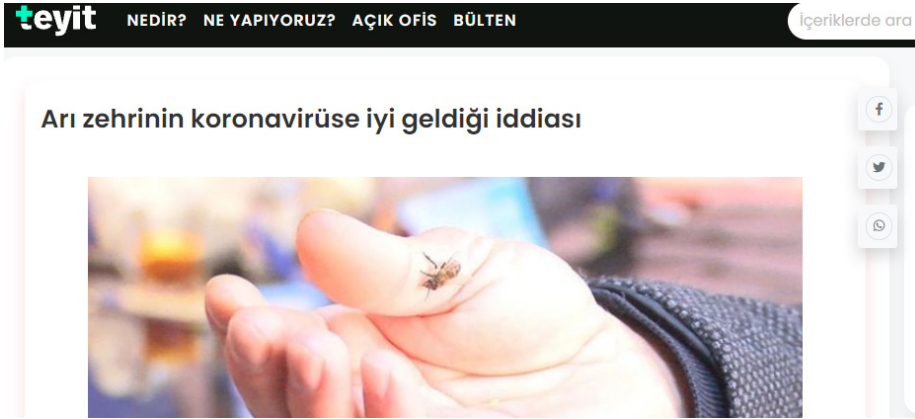 teyit
NEDİR? NE YAPIYORUZ? AÇIK OFİS BÜLTEN
İçeriklerde ara
Arı zehrinin koronavirüse iyi geldiği iddiası